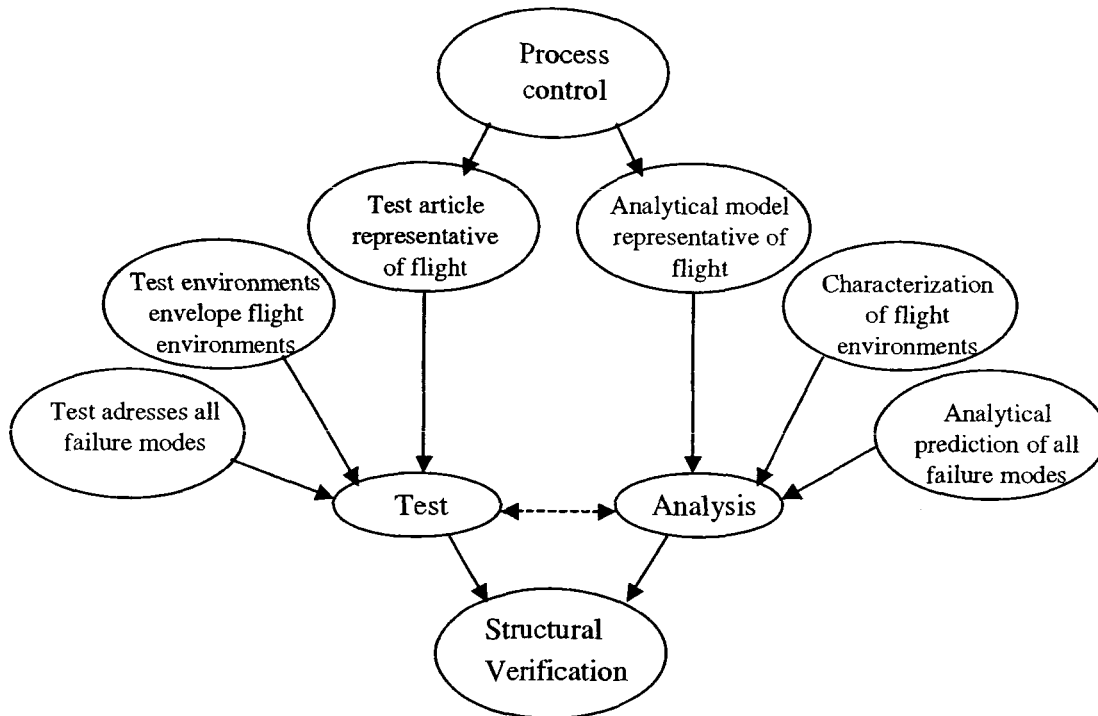 Process
control
Test article
representative
of flight
Analytical model
representative of
flight
Test environments
envelope flight
environments
Characterization
of flight
environments
Test adresses all
failure modes
Analytical
prediction of all
failure modes
Test
Analysis
Structural
Verification